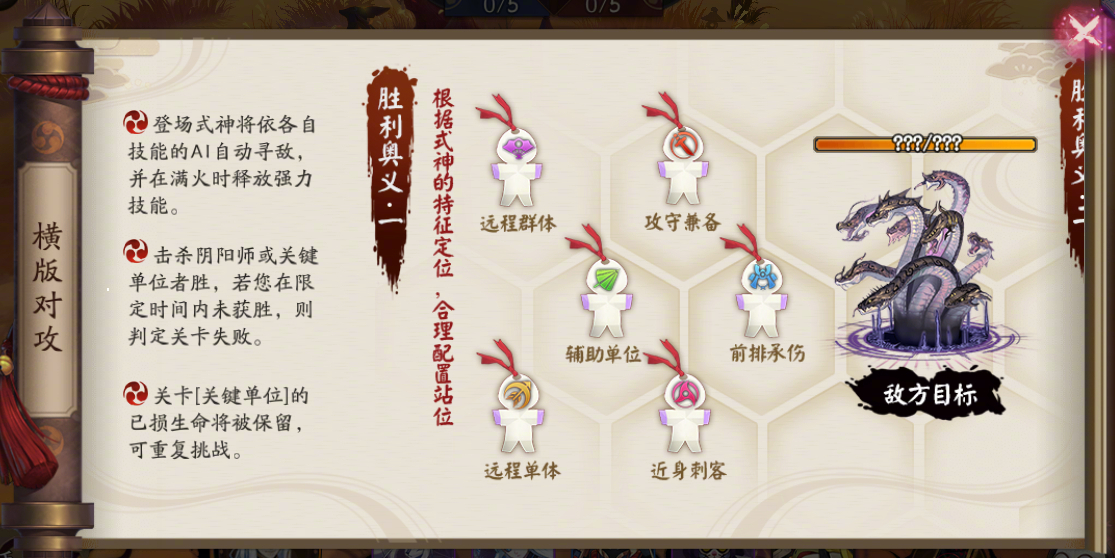 0/5
0/5
横版对攻
登场式神将依各自
技能的AI自动寻敌，
并在满火时释放强力
技能。
击杀阴阳师或关键
单位者胜，若您在限
定时间内未获胜，则
判定关卡失败。
关卡[关键单位]的
已损生命将被保留，
可重复挑战。
胜利奥义·一
根据式神的特征定位，合理配置站位
远程群体
攻守兼备
辅助单位
前排承伤
远程单体
近身刺客
???/???
敌方目标
胜利奥义·二